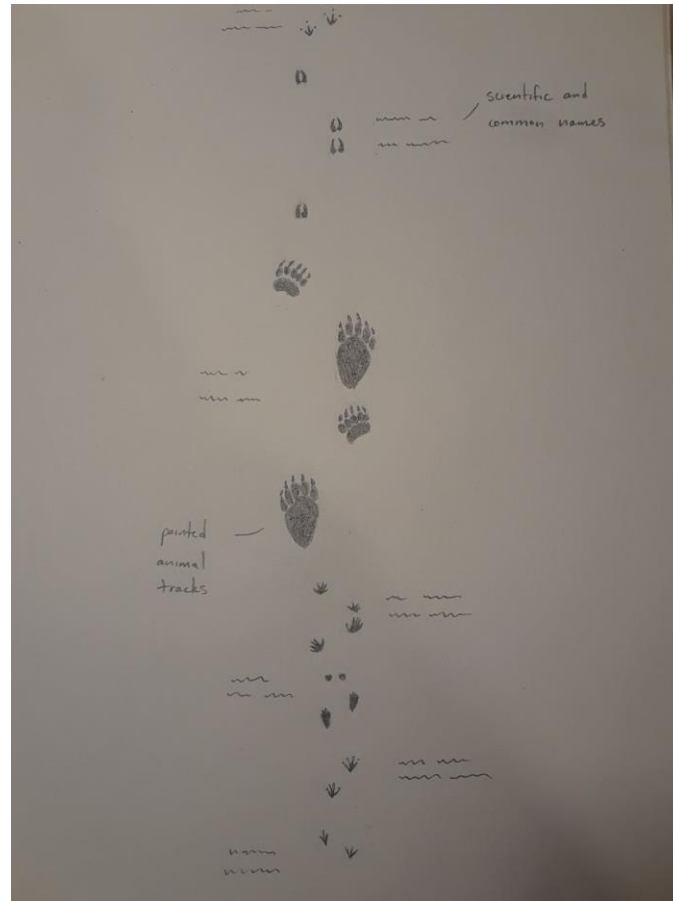 scientific and
common names
painted
animal
tracks